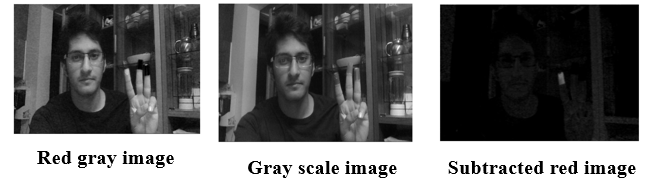 Red gray image
Gray scale image
Subtracted red image